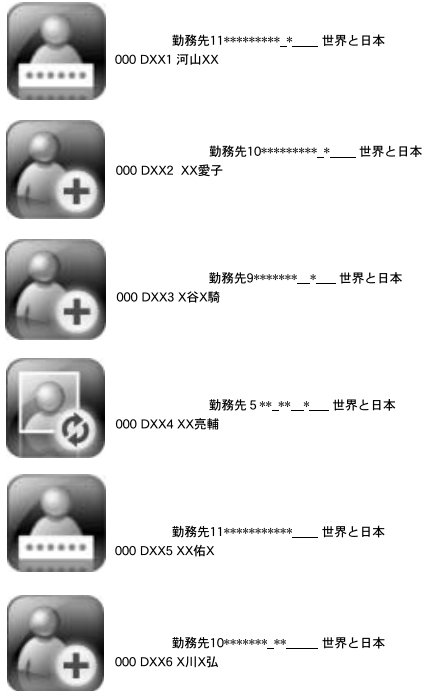 勤務先11*********_*____ 世界と日本
000 DXX1 河山XX
勤務先10*********_*____ 世界と日本
000 DXX2 XX愛子
勤務先9*******__*___ 世界と日本
000 DXX3 X谷X騎
勤務先５**_**__*___ 世界と日本
000 DXX4 XX亮輔
勤務先11***********____ 世界と日本
000 DXX5 XX佑X
勤務先10*******_**_____ 世界と日本
000 DXX6 X川X弘